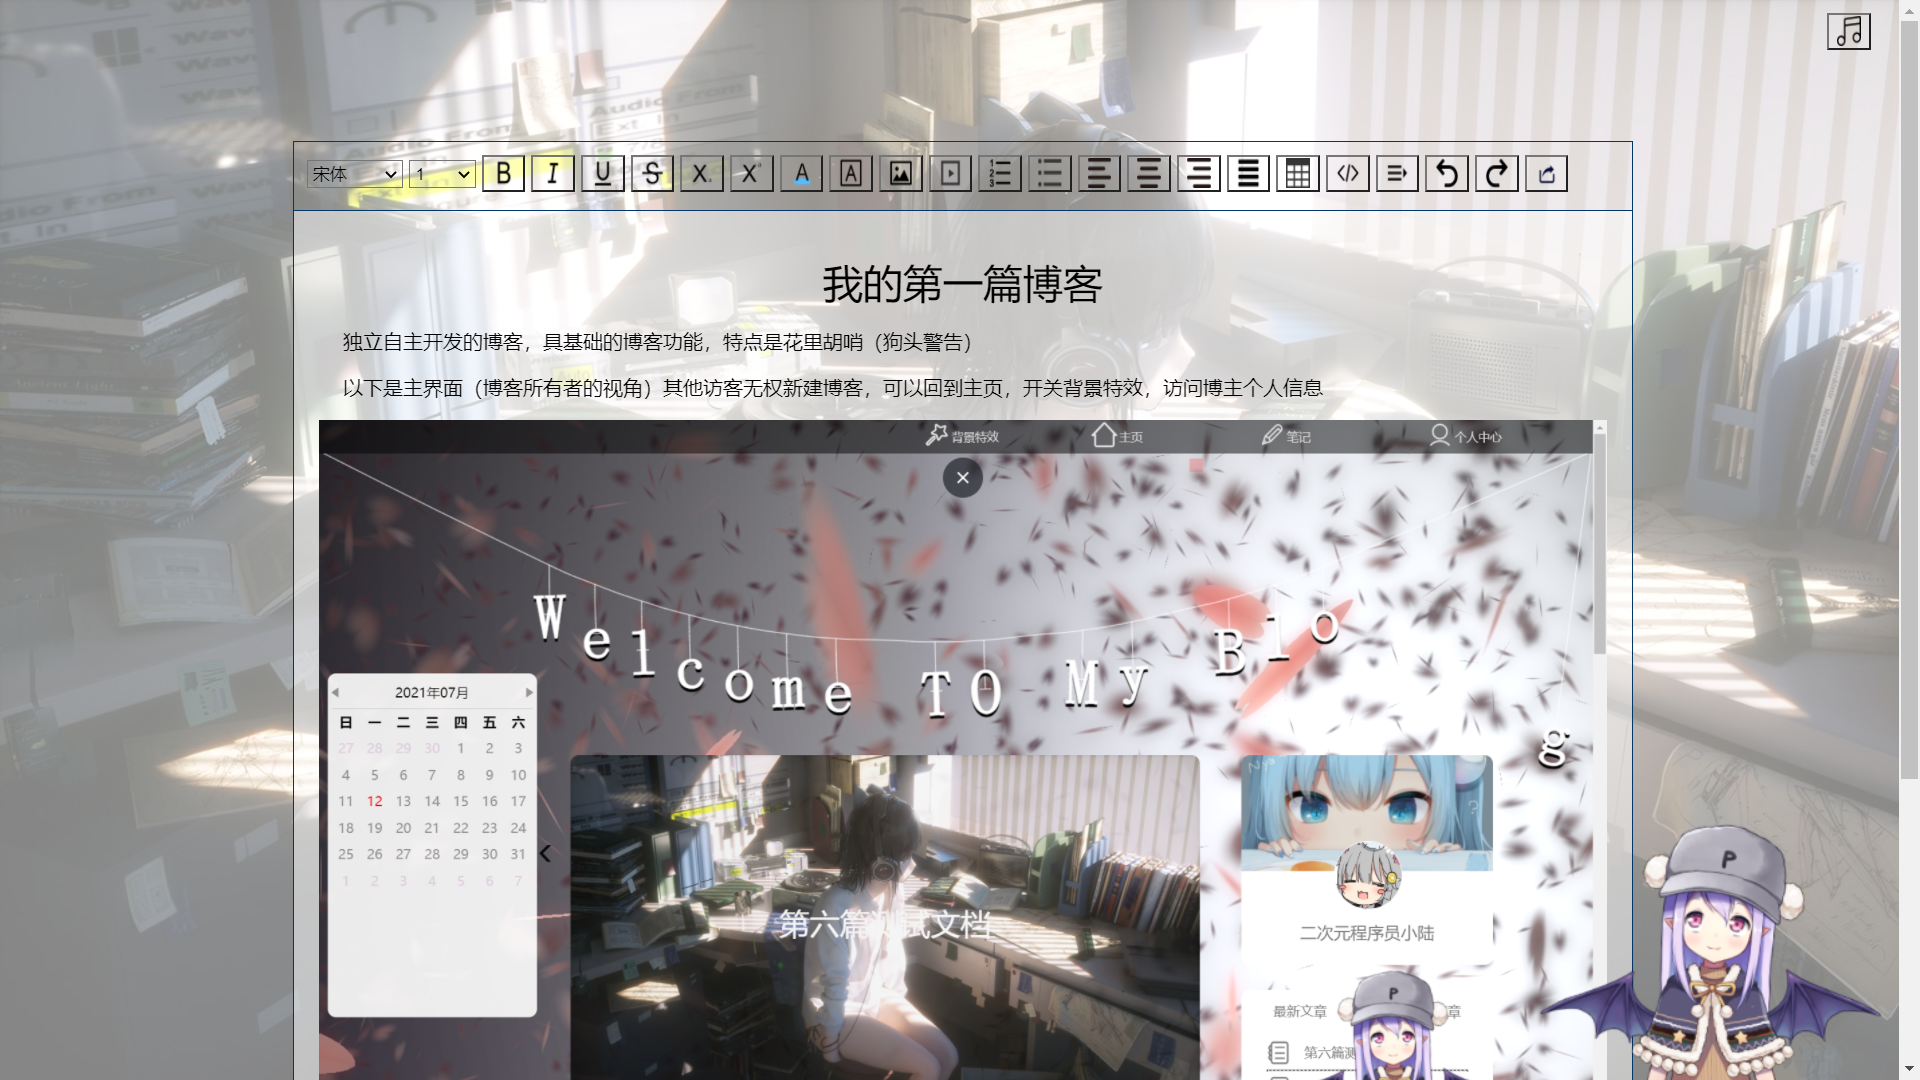 宋体 1 B I U S X. X° A A </>
我的第一篇博客
独立自主开发的博客，具基础的博客功能，特点是花里胡哨（狗头警告）
以下是主界面（博客所有者的视角）其他访客无权新建博客，可以回到主页，开关背景特效，访问博主个人信息
背景特效 主页 笔记 个人中心
Welcome TO My Blog
2021年07月
日 一 二 三 四 五 六
27 28 29 30 1 2 3
4 5 6 7 8 9 10
11 12 13 14 15 16 17
18 19 20 21 22 23 24
25 26 27 28 29 30 31
1 2 3 4 5 6 7
第六篇测试文档
二次元程序员小陆
最新文章 章
第六篇测
P
P
Audio From
Ext. In